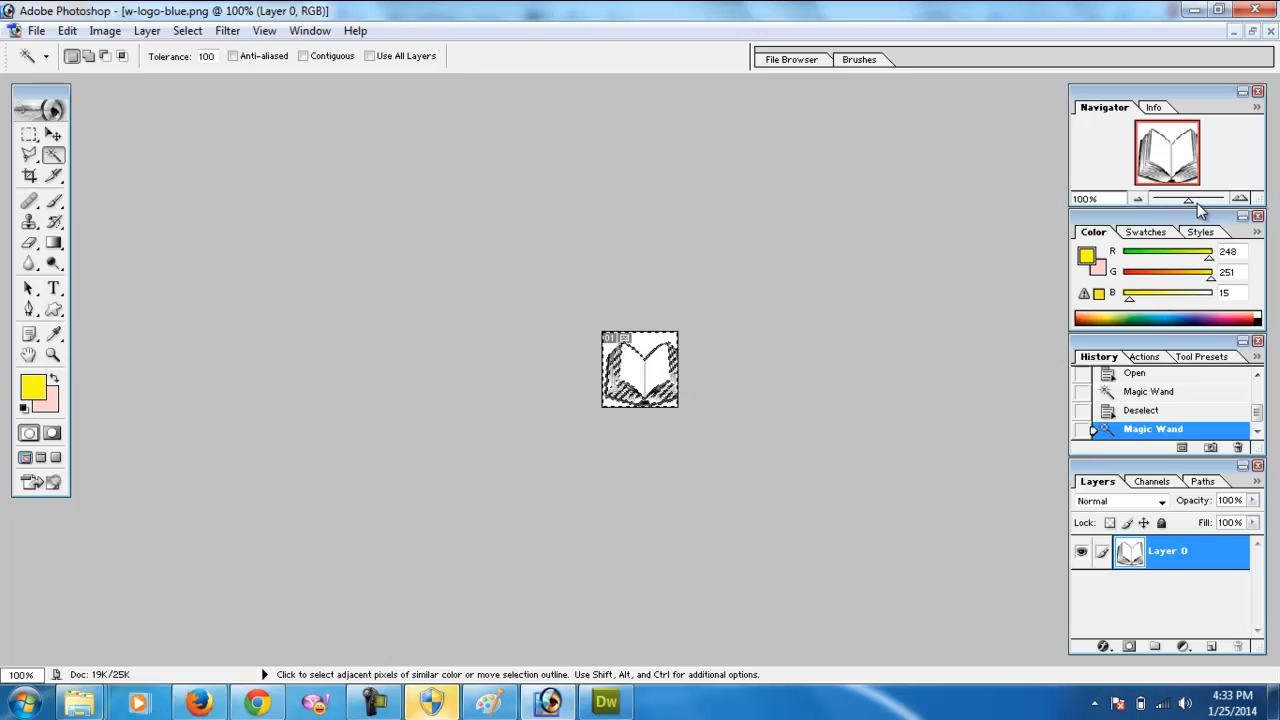 Adobe Photoshop - [w-logo-blue.png @ 100% (Layer 0, RGB)]
File Edit Image Layer Select Filter View Window Help
Tolerance: 100 Anti-aliased Contiguous Use All Layers
File Browser Brushes
Navigator Info
100%
Color Swatches Styles
R 248
G 251
B 15
History Actions Tool Presets
Open
Magic Wand
Deselect
Magic Wand
Layers Channels Paths
Normal Opacity: 100%
Lock: Fill: 100%
Layer 0
01
T
100% Doc: 19K/25K Click to select adjacent pixels of similar color or move selection outline. Use Shift, Alt, and Control for additional options.
Dw
4:33 PM
1/25/2014